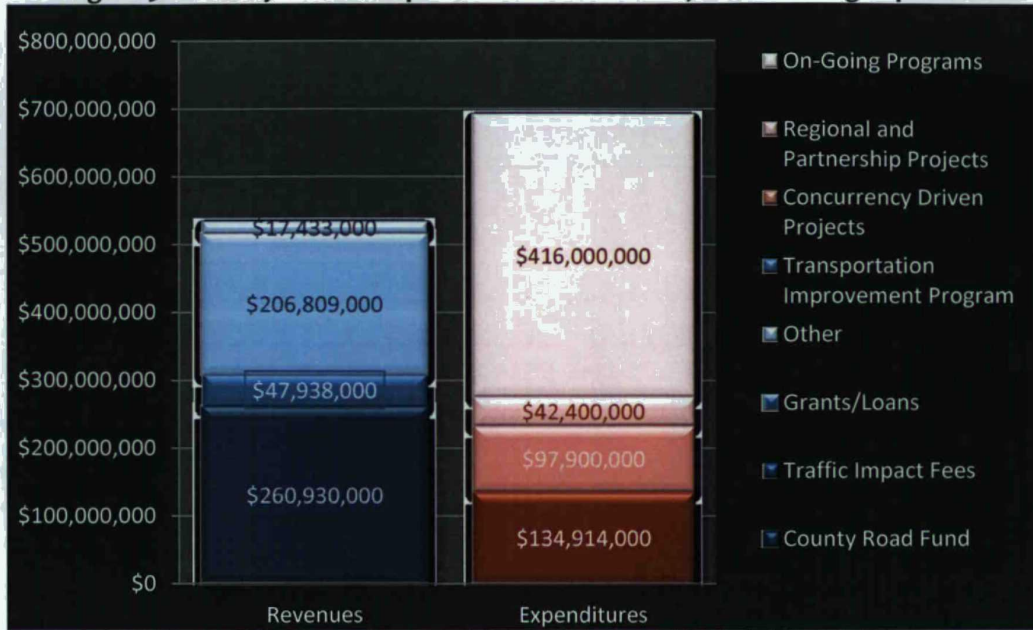 $800,000,000
$700,000,000
$600,000,000
$500,000,000
$400,000,000
$300,000,000
$200,000,000
$100,000,000
$0
$17,433,000
$206,809,000
$47,938,000
$260,930,000
Revenues
$416,000,000
$42,400,000
$97,900,000
$134,914,000
Expenditures
On-Going Programs
Regional and
Partnership Projects
Concurrency Driven
Projects
Transportation
Improvement Program
Other
Grants/Loans
Traffic Impact Fees
County Road Fund